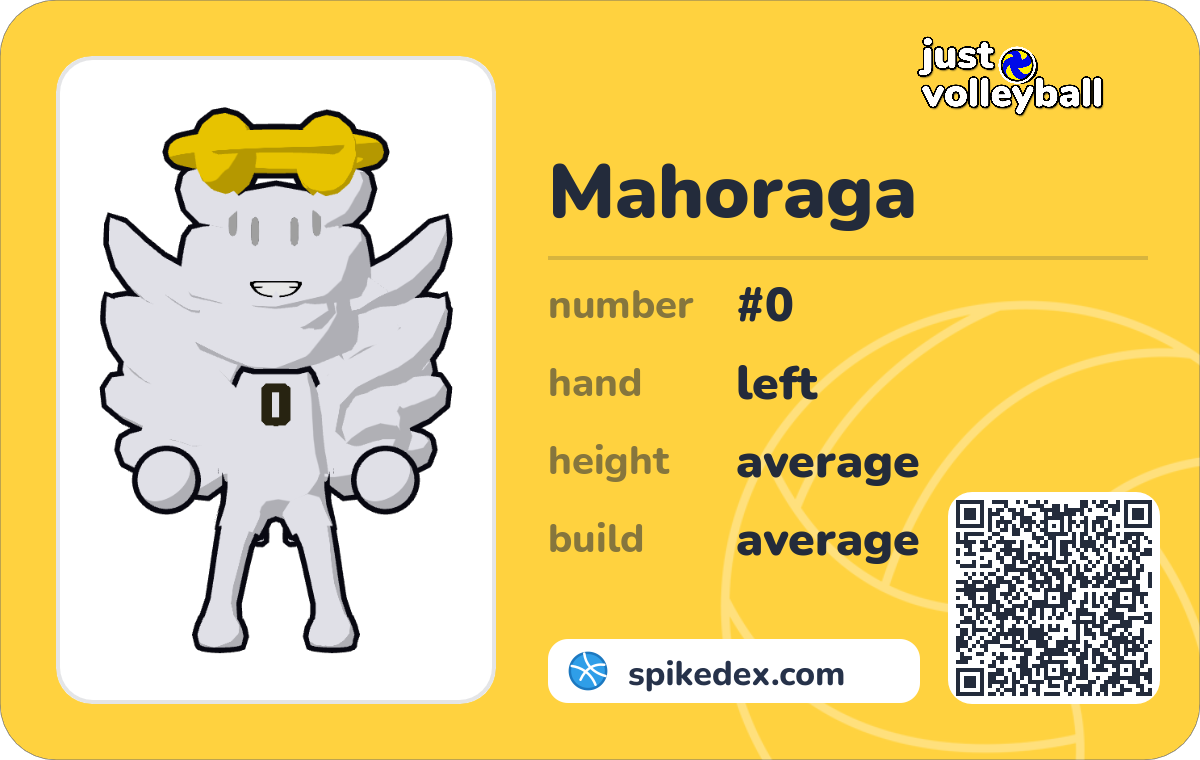 just
volleyball
Mahoraga
number #0
hand left
height average
build average
0
spikedex.com